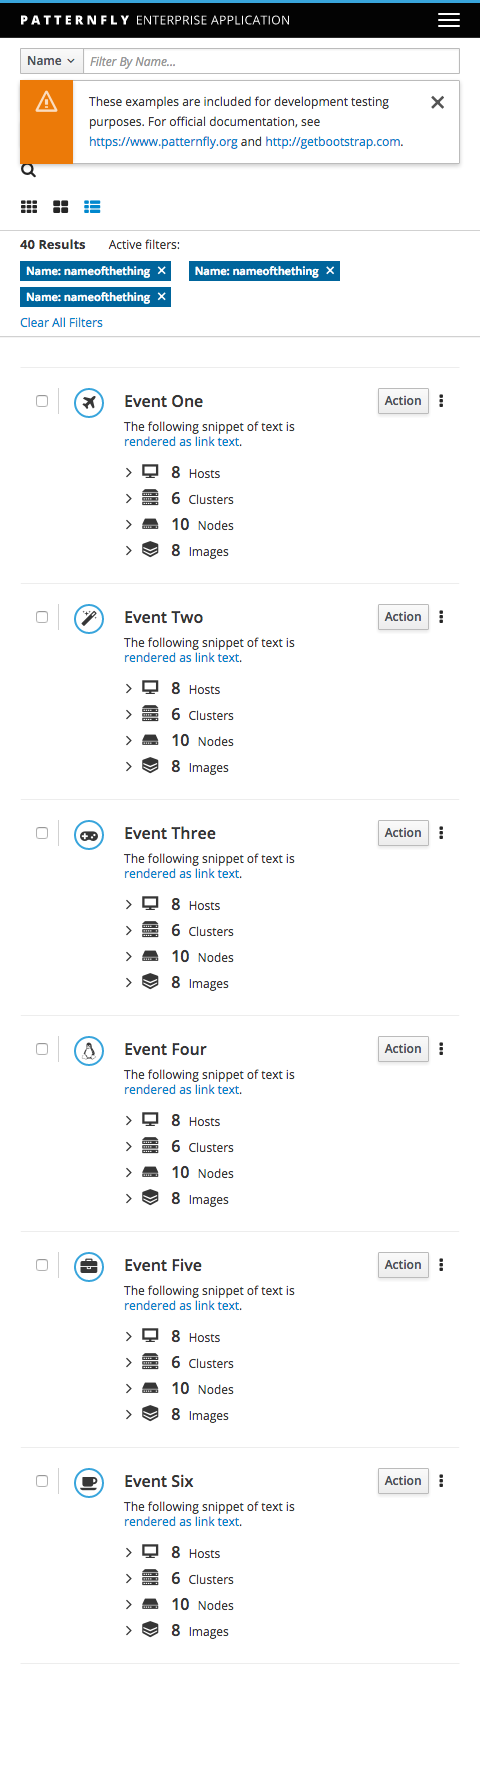 PATTERNFLY ENTERPRISE APPLICATION
Name Filter By Name...
These examples are included for development testing
purposes. For official documentation, see
https://www.patternfly.org and http://getbootstrap.com.
40 Results Active filters:
Name: nameofthething × Name: nameofthething ×
Name: nameofthething ×
Clear All Filters
Event One Action
The following snippet of text is
rendered as link text.
8 Hosts
6 Clusters
10 Nodes
8 Images
Event Two Action
The following snippet of text is
rendered as link text.
8 Hosts
6 Clusters
10 Nodes
8 Images
Event Three Action
The following snippet of text is
rendered as link text.
8 Hosts
6 Clusters
10 Nodes
8 Images
Event Four Action
The following snippet of text is
rendered as link text.
8 Hosts
6 Clusters
10 Nodes
8 Images
Event Five Action
The following snippet of text is
rendered as link text.
8 Hosts
6 Clusters
10 Nodes
8 Images
Event Six Action
The following snippet of text is
rendered as link text.
8 Hosts
6 Clusters
10 Nodes
8 Images